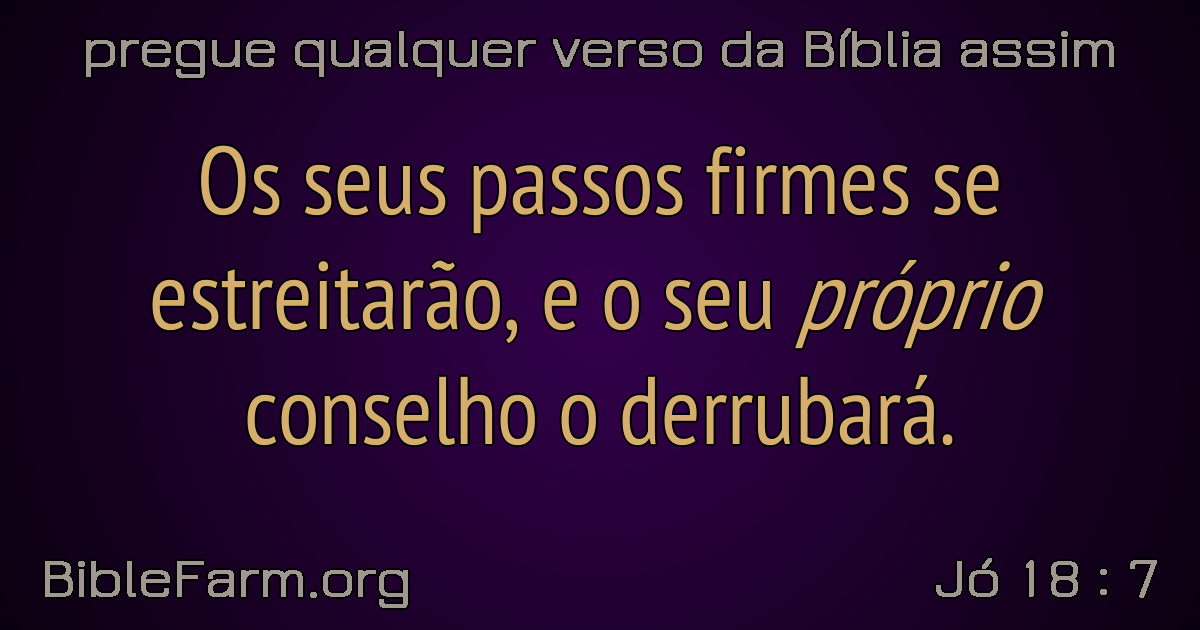 pregue qualquer verso da Bíblia assim
Os seus passos firmes se
estreitarão, e o seu próprio
conselho o derrubará.
BibleFarm.org
Jó 18 : 7